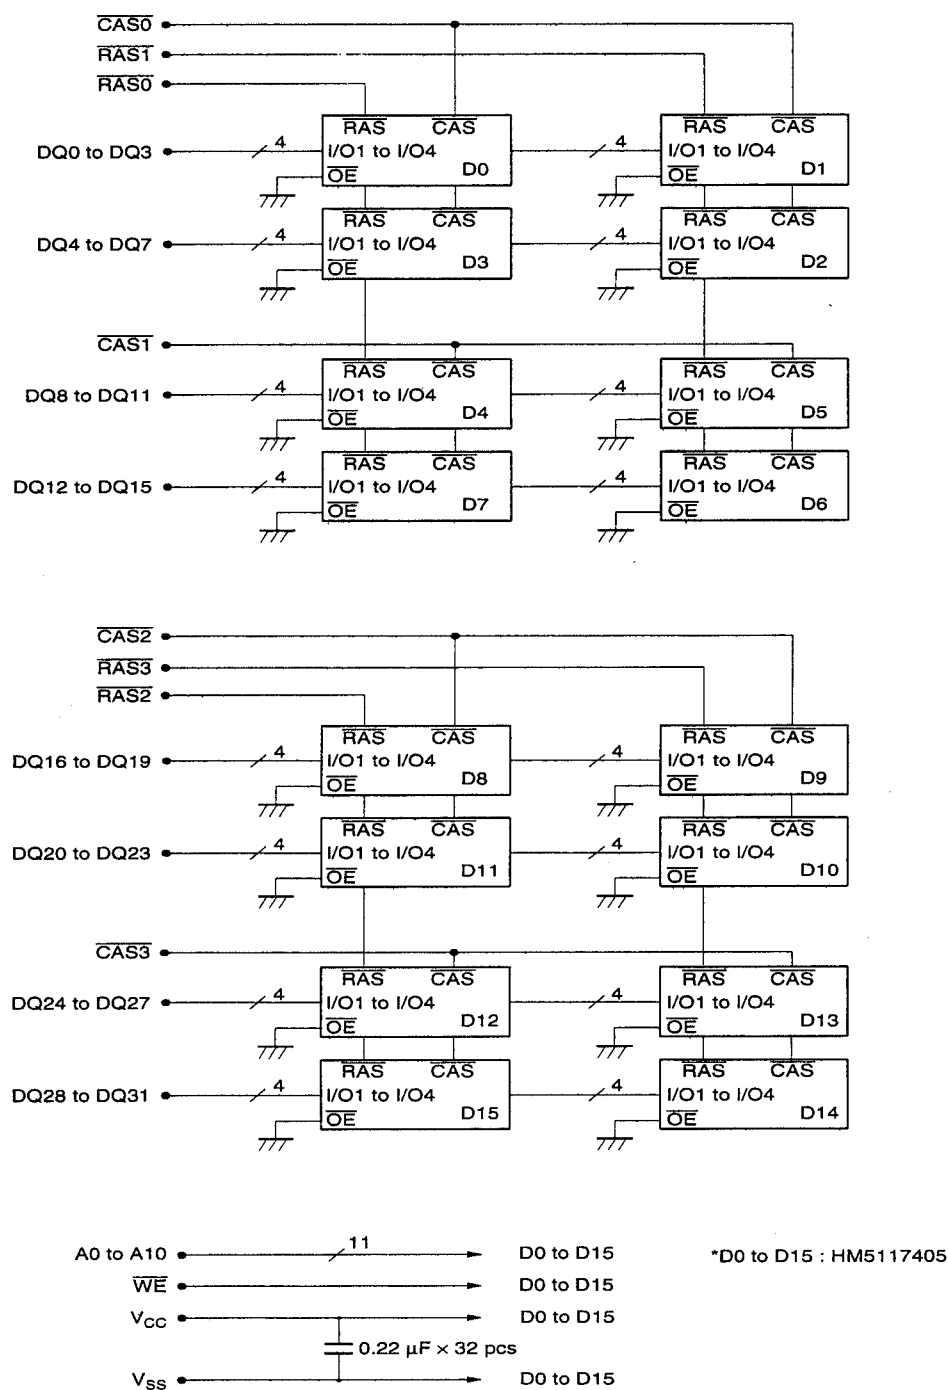 CAS0
RAS1
RAS0
RAS CAS RAS CAS
DQ0 to DQ3 4 I/O1 to I/O4 4 I/O1 to I/O4
OE D0 OE D1
RAS CAS RAS CAS
DQ4 to DQ7 4 I/O1 to I/O4 4 I/O1 to I/O4
OE D3 OE D2
CAS1
RAS CAS RAS CAS
DQ8 to DQ11 4 I/O1 to I/O4 4 I/O1 to I/O4
OE D4 OE D5
RAS CAS RAS CAS
DQ12 to DQ15 4 I/O1 to I/O4 4 I/O1 to I/O4
OE D7 OE D6
CAS2
RAS3
RAS2
RAS CAS RAS CAS
DQ16 to DQ19 4 I/O1 to I/O4 4 I/O1 to I/O4
OE D8 OE D9
RAS CAS RAS CAS
DQ20 to DQ23 4 I/O1 to I/O4 4 I/O1 to I/O4
OE D11 OE D10
CAS3
RAS CAS RAS CAS
DQ24 to DQ27 4 I/O1 to I/O4 4 I/O1 to I/O4
OE D12 OE D13
RAS CAS RAS CAS
DQ28 to DQ31 4 I/O1 to I/O4 4 I/O1 to I/O4
OE D15 OE D14
A0 to A10 11 D0 to D15 *D0 to D15 : HM5117405
WE D0 to D15
VCC D0 to D15
0.22 µF × 32 pcs
VSS D0 to D15